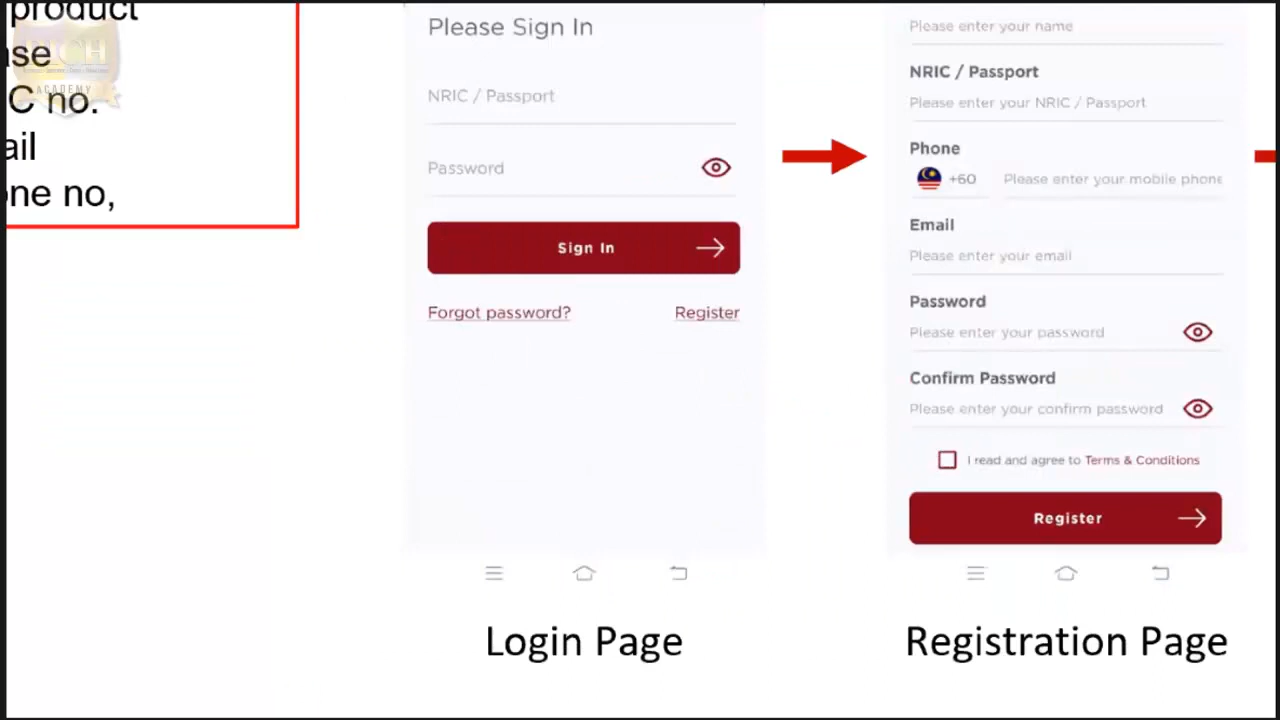 product
ase
C no.
ail
one no,
RICH
ACADEMY
Please Sign In
NRIC / Passport
Password
Sign In
Forgot password?
Register
Login Page
Please enter your name
NRIC / Passport
Please enter your NRIC / Passport
Phone
+60
Please enter your mobile phone
Email
Please enter your email
Password
Please enter your password
Confirm Password
Please enter your confirm password
I read and agree to Terms & Conditions
Register
Registration Page